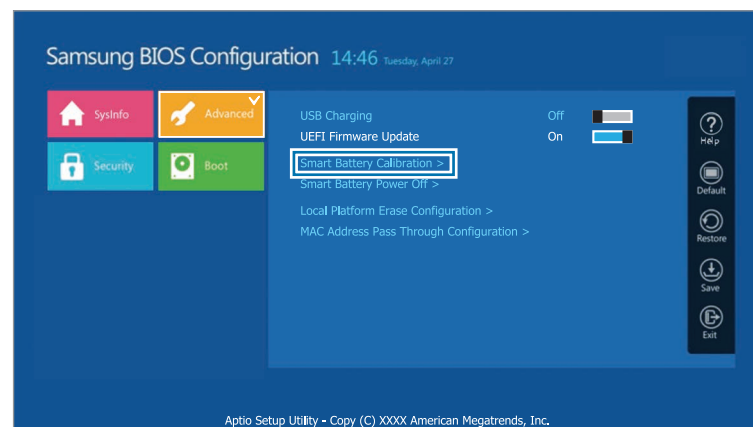 Samsung BIOS Configuration 14:46 Tuesday, April 27
SysInfo
Advanced
Security
Boot
USB Charging Off
UEFI Firmware Update On
Smart Battery Calibration >
Smart Battery Power Off >
Local Platform Erase Configuration >
MAC Address Pass Through Configuration >
Help
Default
Restore
Save
Exit
Aptio Setup Utility - Copy (C) XXXX American Megatrends, Inc.